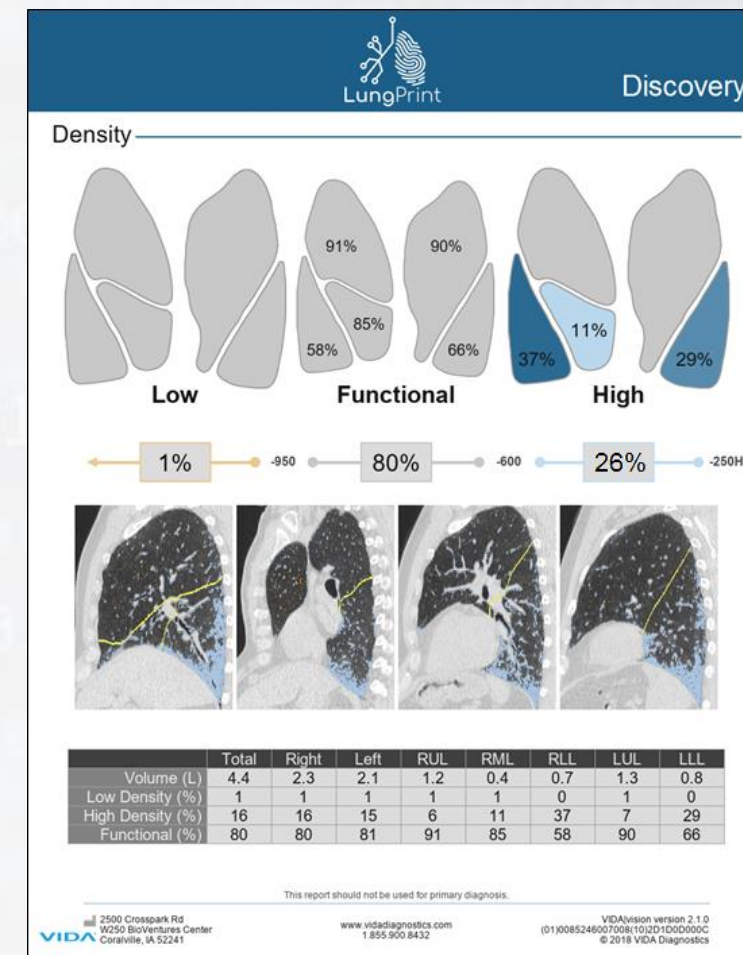 LungPrint
Discovery
Density
91%
90%
85%
58%
66%
11%
37%
29%
Low
Functional
High
1%
-950
80%
-600
26%
-250H
Total Right Left RUL RML RLL LUL LLL
Volume (L) 4.4 2.3 2.1 1.2 0.4 0.7 1.3 0.8
Low Density (%) 1 1 1 1 1 0 1 0
High Density (%) 16 16 15 6 11 37 7 29
Functional (%) 80 80 81 91 85 58 90 66
This report should not be used for primary diagnosis.
VIDA
2500 Crosspark Rd
W250 BioVentures Center
Coralville, IA 52241
www.vidadiagnostics.com
1.855.900.8432
VIDA|vision version 2.1.0
(01)0085246007008(10)2D1D0D000C
© 2018 VIDA Diagnostics